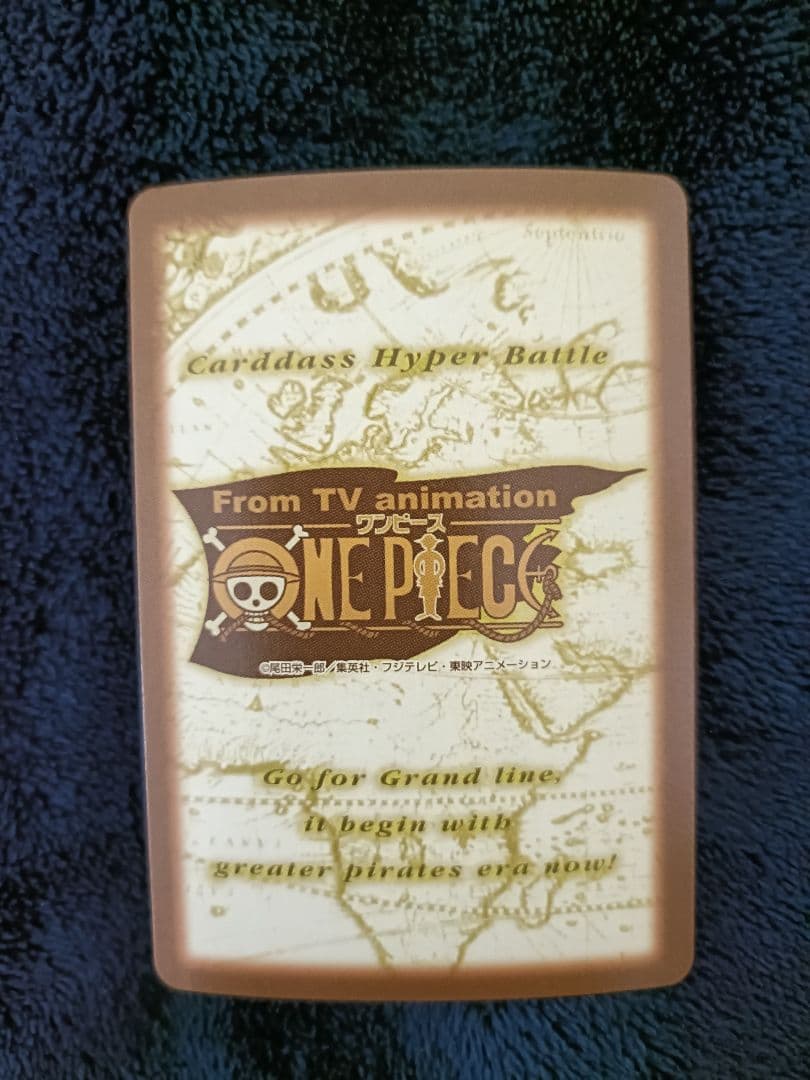 Septentrio
Carddass Hyper Battle
From TV animation
ワンピース
ONE PIECE
©尾田栄一郎／集英社・フジテレビ・東映アニメーション
Go for Grand line,
it begin with
greater pirates era now!